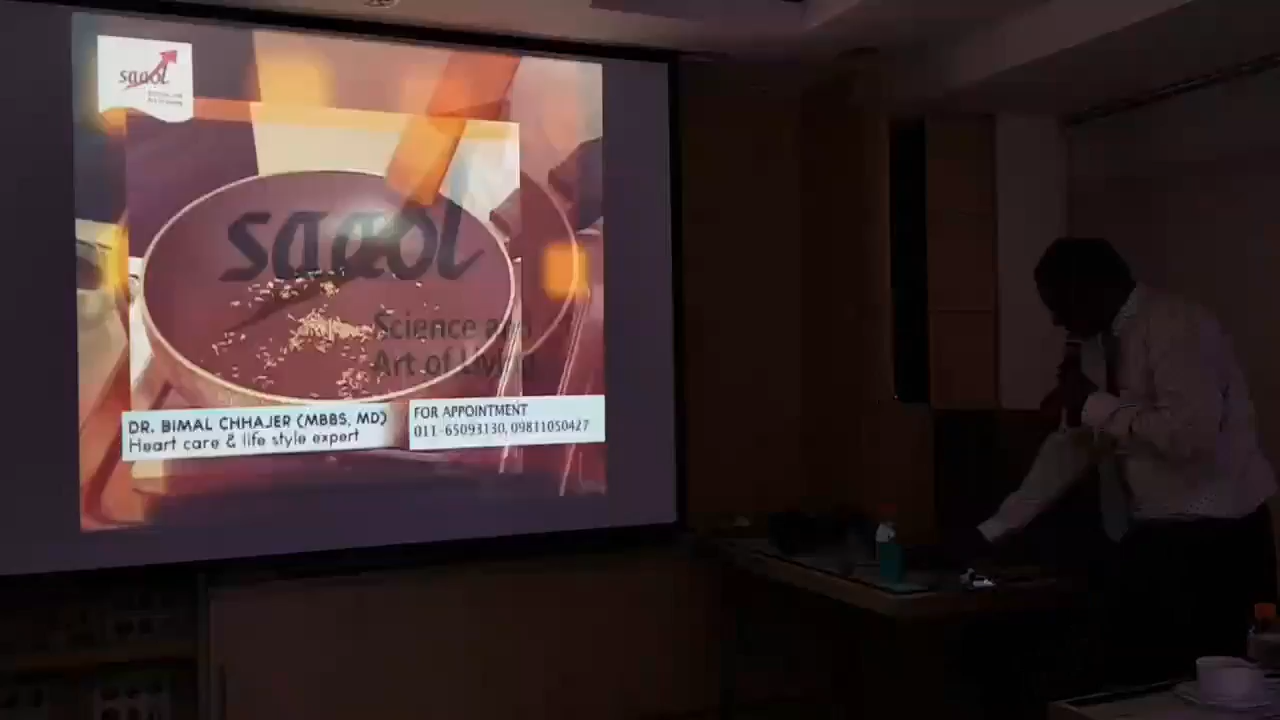 saaol
saaol
Science and
Art of Living
DR. BIMAL CHHAJER (MBBS, MD)
Heart care & life style expert
FOR APPOINTMENT
011-65093130, 09811050427